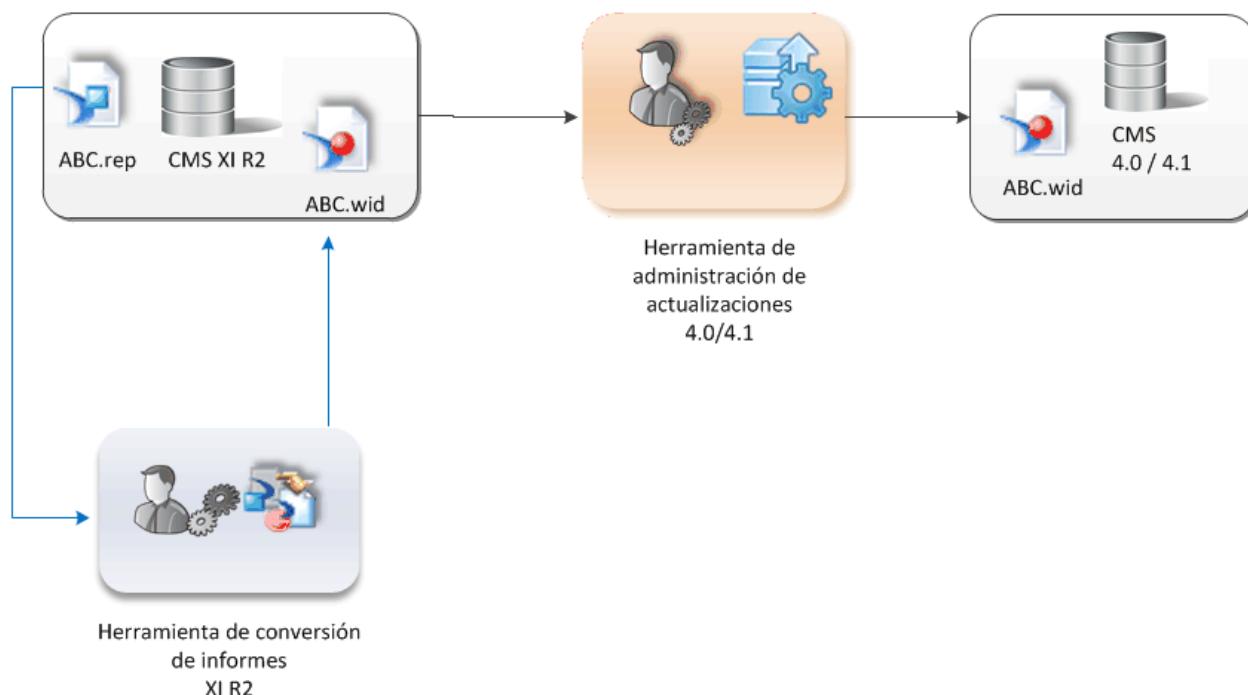 ABC.rep
CMS XI R2
ABC.wid
Herramienta de
administración de
actualizaciones
4.0/4.1
CMS
4.0 / 4.1
ABC.wid
Herramienta de conversión
de informes
XI R2